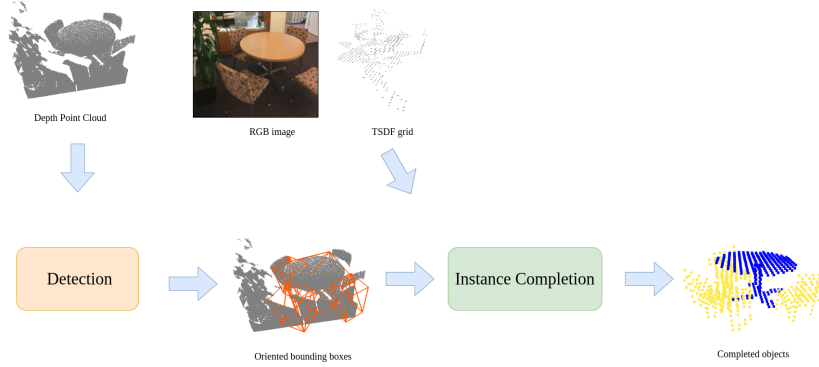 Depth Point Cloud
RGB image
TSDF grid
Detection
Instance Completion
Oriented bounding boxes
Completed objects